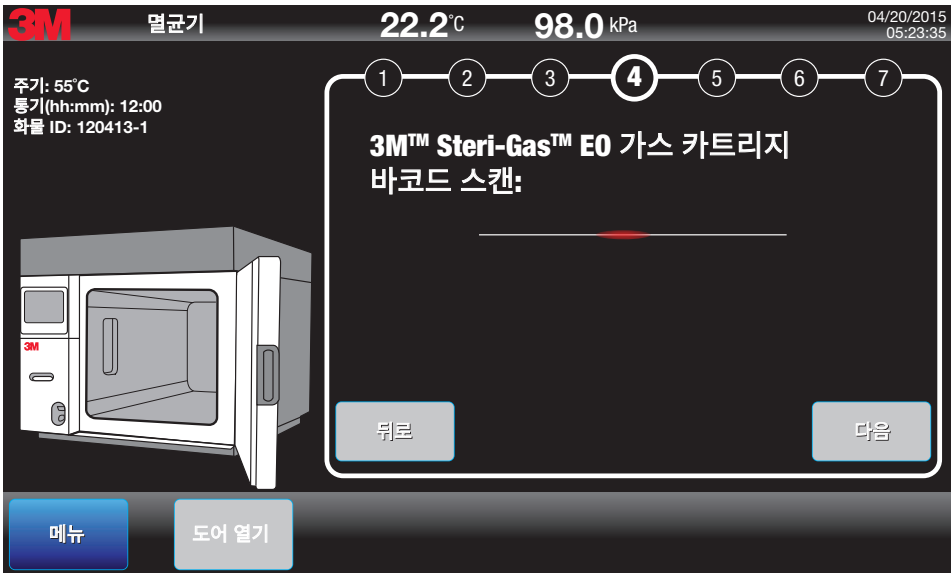 3M 멸균기 22.2°C 98.0 kPa 04/20/2015
05:23:35
주기: 55°C
통기(hh:mm): 12:00
화물 ID: 120413-1
1 2 3 4 5 6 7
3M™ Steri-Gas™ EO 가스 카트리지
바코드 스캔:
3M
뒤로 다음
메뉴 도어 열기